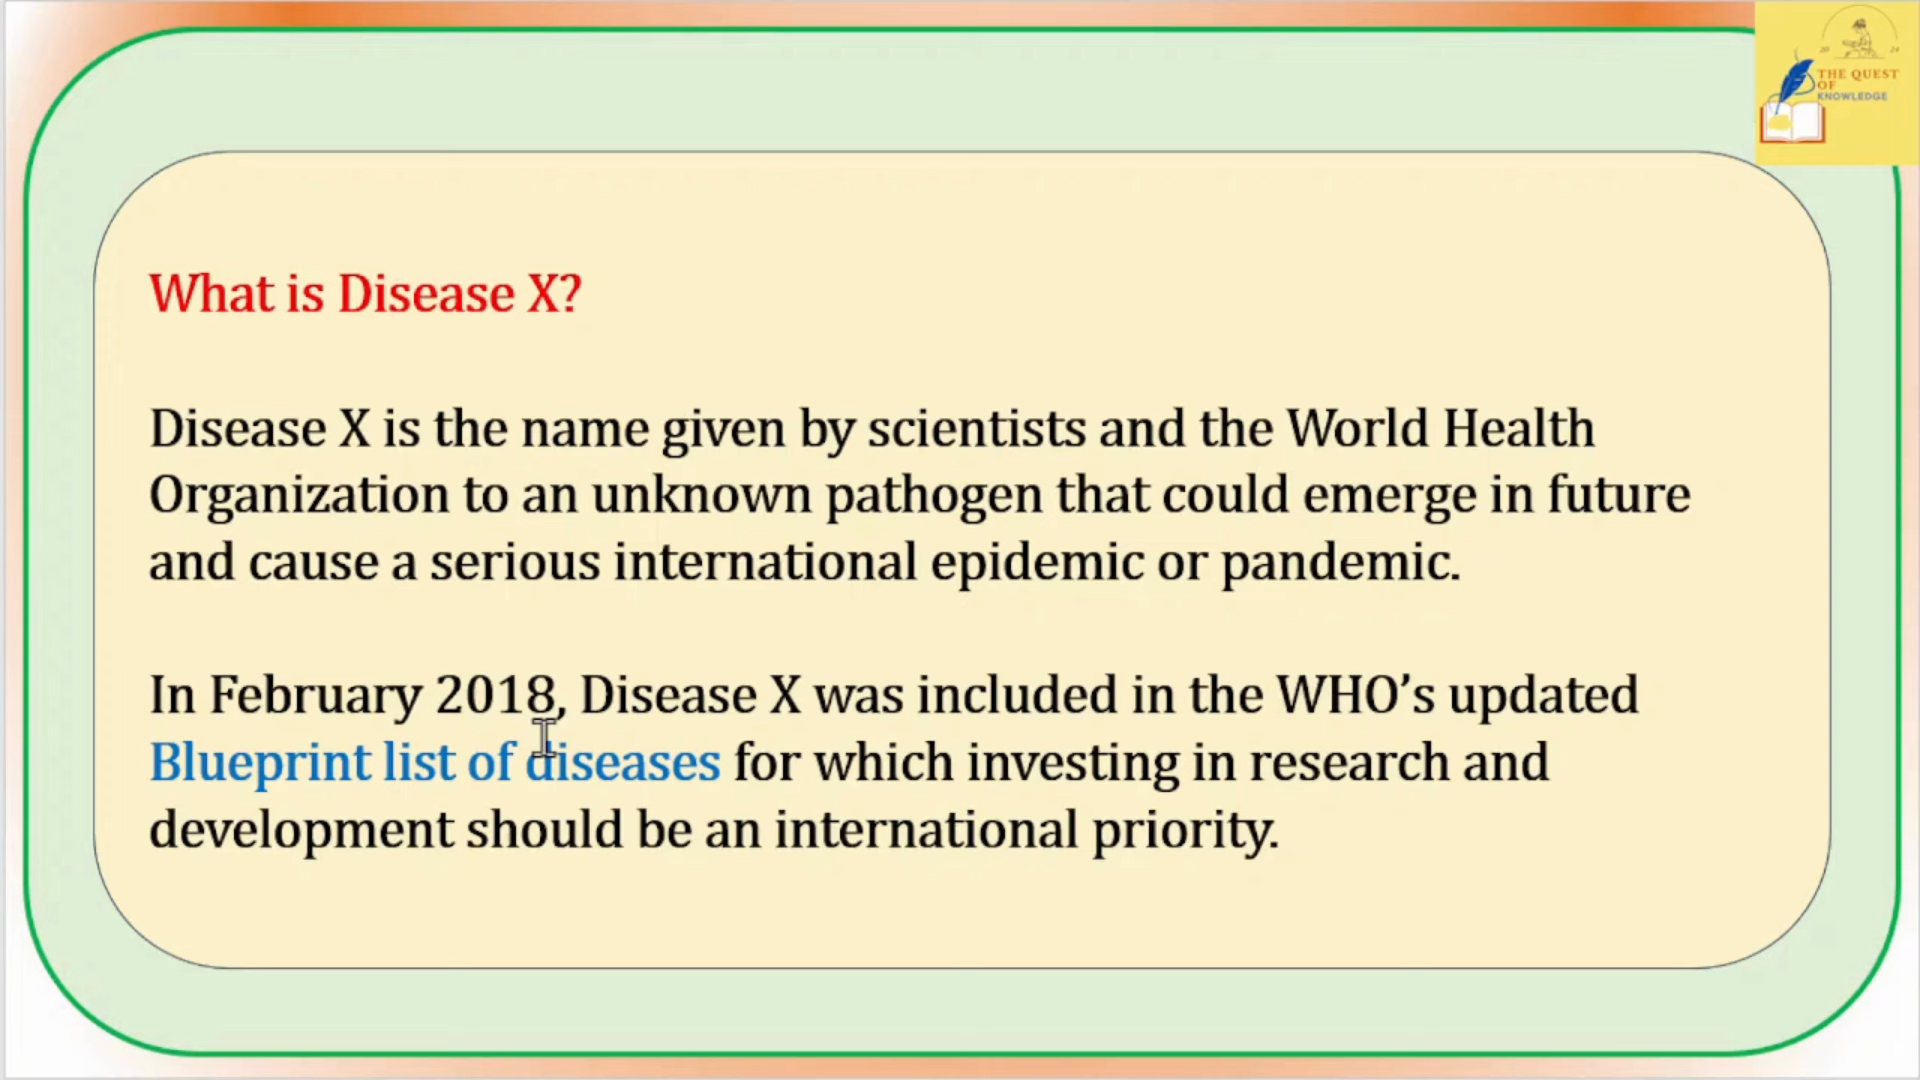 20 24
THE QUEST
OF
KNOWLEDGE
What is Disease X?
Disease X is the name given by scientists and the World Health
Organization to an unknown pathogen that could emerge in future
and cause a serious international epidemic or pandemic.
In February 2018, Disease X was included in the WHO’s updated
Blueprint list of diseases for which investing in research and
development should be an international priority.